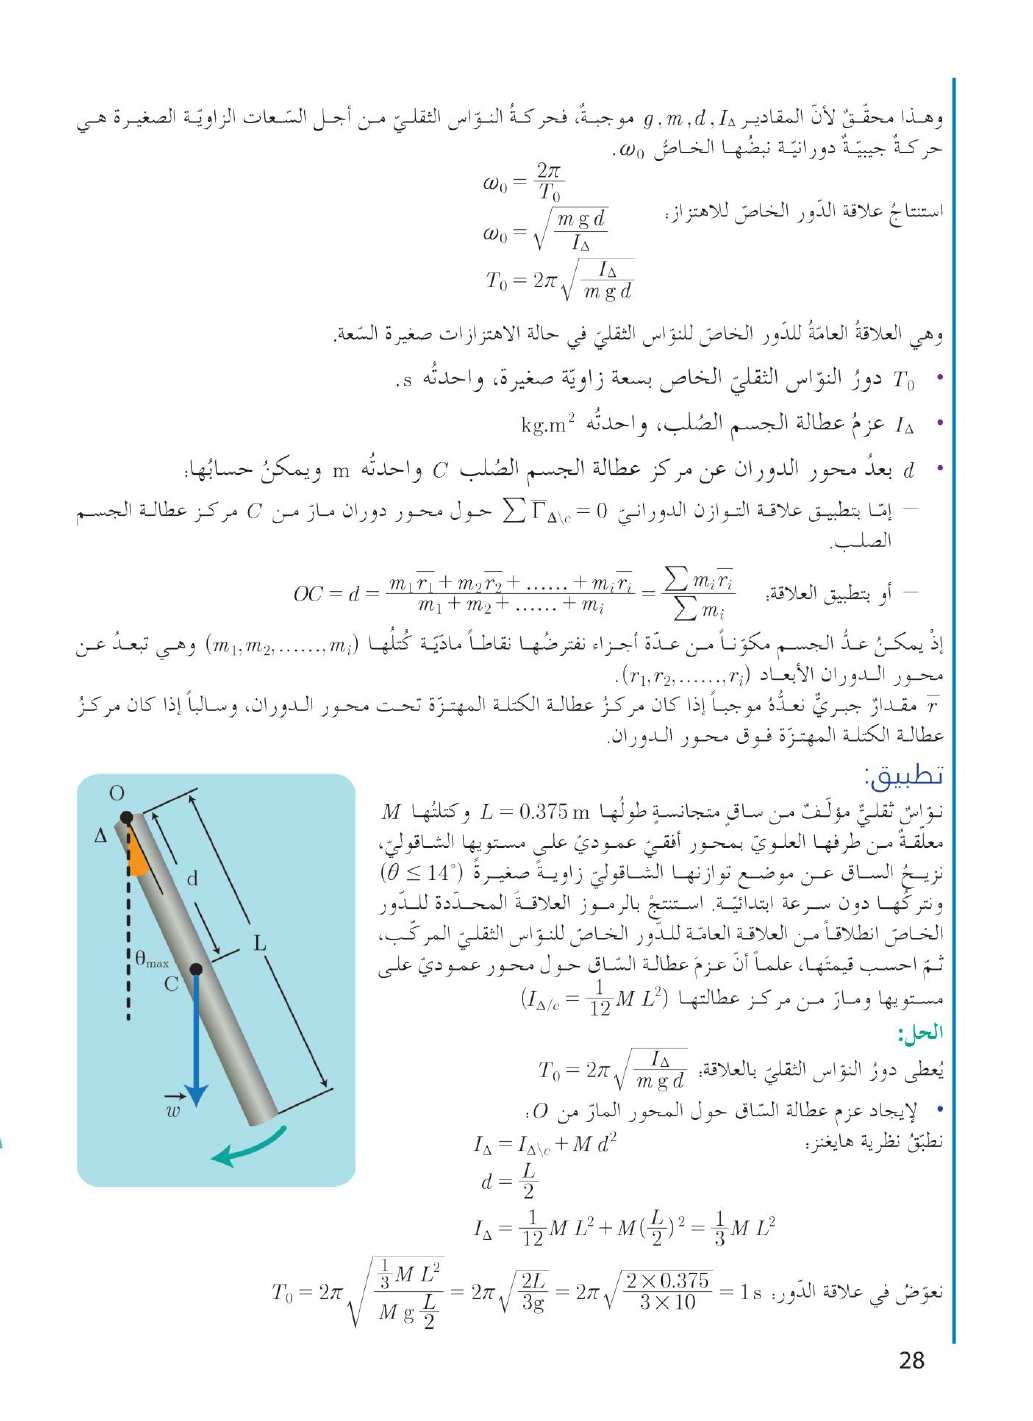 وهذا محقّقٌ لأنّ المقادير g , m , d , I_Δ موجبةٌ، فحركةُ النوّاس الثقليّ من أجل السّعات الزاويّة الصغيرة هي
حركةٌ جيبيّةٌ دورانيّة نبضُها الخاصُّ ω₀.
ω₀ = 2π / T₀
استنتاجُ علاقة الدّور الخاصّ للاهتزاز:
ω₀ = √(m g d / I_Δ)
T₀ = 2π √(I_Δ / m g d)
وهي العلاقةُ العامّةُ للدّور الخاصّ للنوّاس الثقليّ في حالة الاهتزازات صغيرة السّعة.
• T₀ دورُ النوّاس الثقليّ الخاص بسعة زاويّة صغيرة، واحدتُه s.
• I_Δ عزمُ عطالة الجسم الصُلب، واحدتُه kg.m²
• d بعدُ محور الدوران عن مركز عطالة الجسم الصُلب C واحدتُه m ويمكنُ حسابُها:
– إمّا بتطبيق علاقة التوازن الدورانيّ ∑ Γ̅_Δ\c = 0 حول محور دوران مارّ من C مركز عطالة الجسم
الصلب.
– أو بتطبيق العلاقة: OC = d = (m₁r̅₁ + m₂r̅₂ + ...... + mᵢr̅ᵢ) / (m₁ + m₂ + ...... + mᵢ) = ∑ mᵢr̅ᵢ / ∑ mᵢ
إذْ يمكنُ عدُّ الجسم مكوّناً من عدّة أجزاء نفترضُها نقاطاً مادّيّة كُتلُها (m₁,m₂,......,mᵢ) وهي تبعدُ عن
محور الدوران الأبعاد (r₁,r₂,......,rᵢ).
r̅ مقدارٌ جبريٌّ نعدُّهُ موجباً إذا كان مركزُ عطالة الكتلة المهتزّة تحت محور الدوران، وسالباً إذا كان مركزُ
عطالة الكتلة المهتزّة فوق محور الدوران.
تطبيق:
نوّاسٌ ثقليٌّ مؤلّفٌ من ساقٍ متجانسةٍ طولُها L = 0.375 m وكتلتُها M
معلّقةٌ من طرفها العلويّ بمحور أفقيّ عموديّ على مستويها الشاقوليّ،
نزيحُ الساق عن موضع توازنها الشاقوليّ زاويةً صغيرةً (θ ≤ 14°)
ونتركُها دون سرعة ابتدائيّة. استنتجْ بالرموز العلاقةَ المحدّدة للدّور
الخاصّ انطلاقاً من العلاقة العامّة للدّور الخاصّ للنوّاس الثقليّ المركّب،
ثمّ احسب قيمتَها، علماً أنّ عزمَ عطالة السّاق حول محور عموديّ على
مستويها ومارّ من مركز عطالتها (I_Δ/c = 1/12 M L²)
الحل:
يُعطى دورُ النوّاس الثقليّ بالعلاقة: T₀ = 2π √(I_Δ / m g d)
• لإيجاد عزم عطالة السّاق حول المحور المارّ من O:
نطبّقُ نظرية هايغنز: I_Δ = I_Δ\c + M d²
d = L/2
I_Δ = 1/12 M L² + M(L/2)² = 1/3 M L²
نعوّضُ في علاقة الدّور: T₀ = 2π √((1/3 M L²) / (M g L/2)) = 2π √(2L / 3g) = 2π √((2×0.375) / (3×10)) = 1 s
O
Δ
d
L
θmax
C
w⃗
28